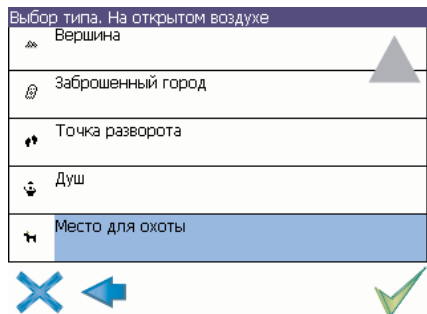 Выбор типа. На открытом воздухе
Вершина
Заброшенный город
Точка разворота
Душ
Место для охоты